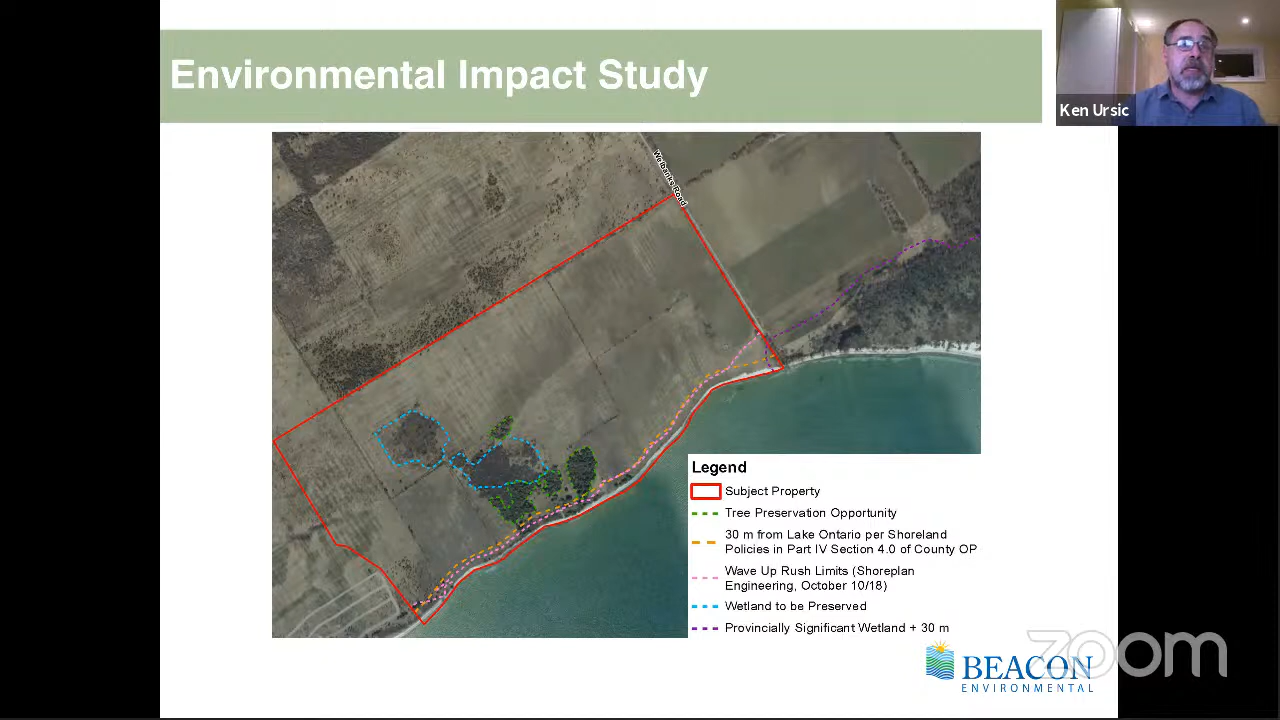 Environmental Impact Study
Ken Ursic
Welbanks Road
Legend
Subject Property
Tree Preservation Opportunity
30 m from Lake Ontario per Shoreland
Policies in Part IV Section 4.0 of County OP
Wave Up Rush Limits (Shoreplan
Engineering, October 10/18)
Wetland to be Preserved
Provincially Significant Wetland + 30 m
zoom
BEACON
ENVIRONMENTAL